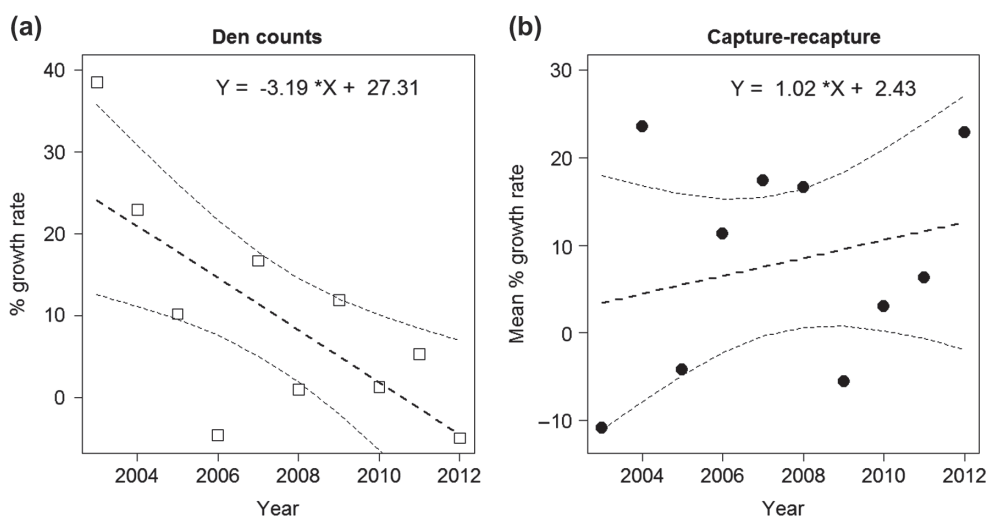 (a)
Den counts
Y = -3.19 *X + 27.31
40
30
20
10
0
% growth rate
2004 2006 2008 2010 2012
Year
(b)
Capture-recapture
Y = 1.02 *X + 2.43
30
20
10
0
−10
Mean % growth rate
2004 2006 2008 2010 2012
Year